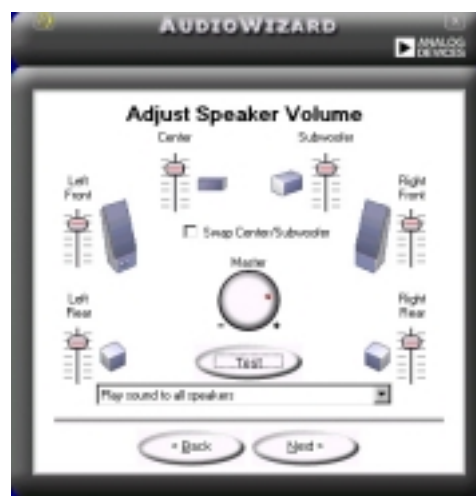 AUDIOWIZARD
ANALOG
DEVICES
Adjust Speaker Volume
Center
Subwoofer
Left
Front
Right
Front
Swap Center/Subwoofer
Master
Left
Rear
Right
Rear
- +
Test
Play sound to all speakers
< Back
Next >